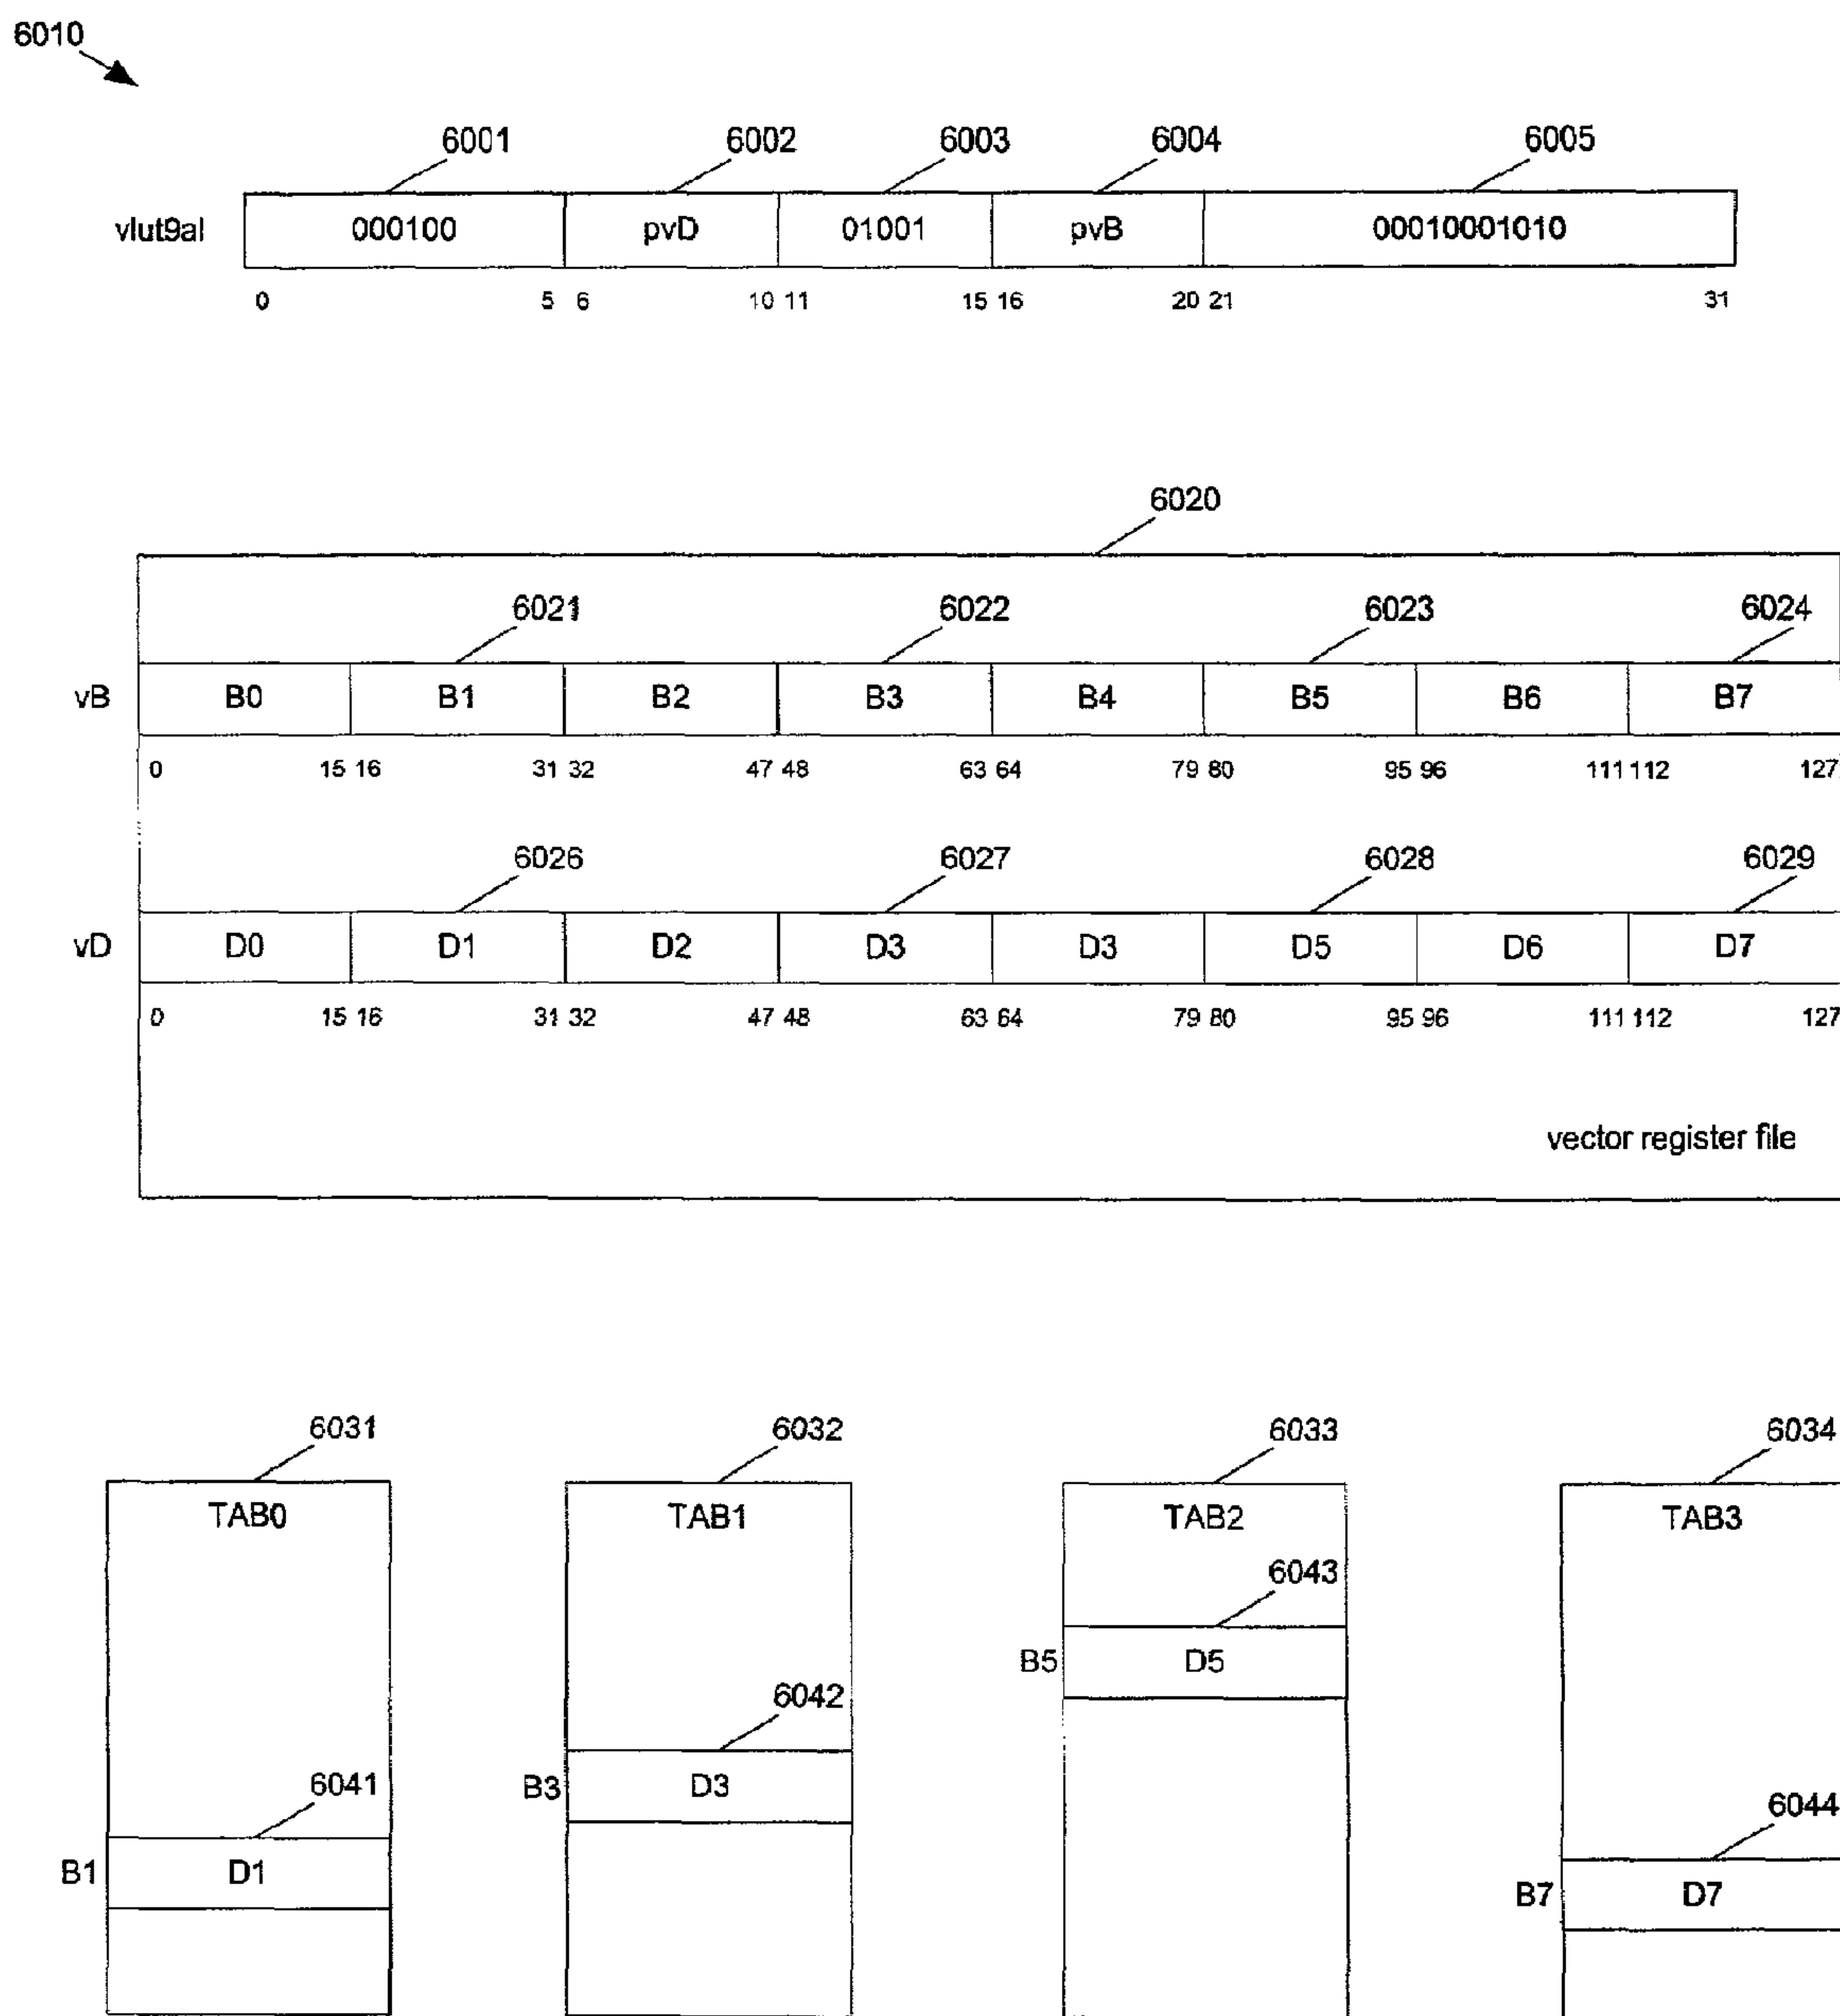 6010
6001 6002 6003 6004 6005
vlut9al 000100 pvD 01001 pvB 00010001010
0 5 6 10 11 15 16 20 21 31
6020
6021 6022 6023 6024
vB B0 B1 B2 B3 B4 B5 B6 B7
0 15 16 31 32 47 48 63 64 79 80 95 96 111 112 127
6026 6027 6028 6029
vD D0 D1 D2 D3 D3 D5 D6 D7
0 15 16 31 32 47 48 63 64 79 80 95 96 111 112 127
vector register file
6031 6032 6033 6034
TAB0 TAB1 TAB2 TAB3
6043
B5 D5
6042
B3 D3
6041 6044
B1 D1 B7 D7